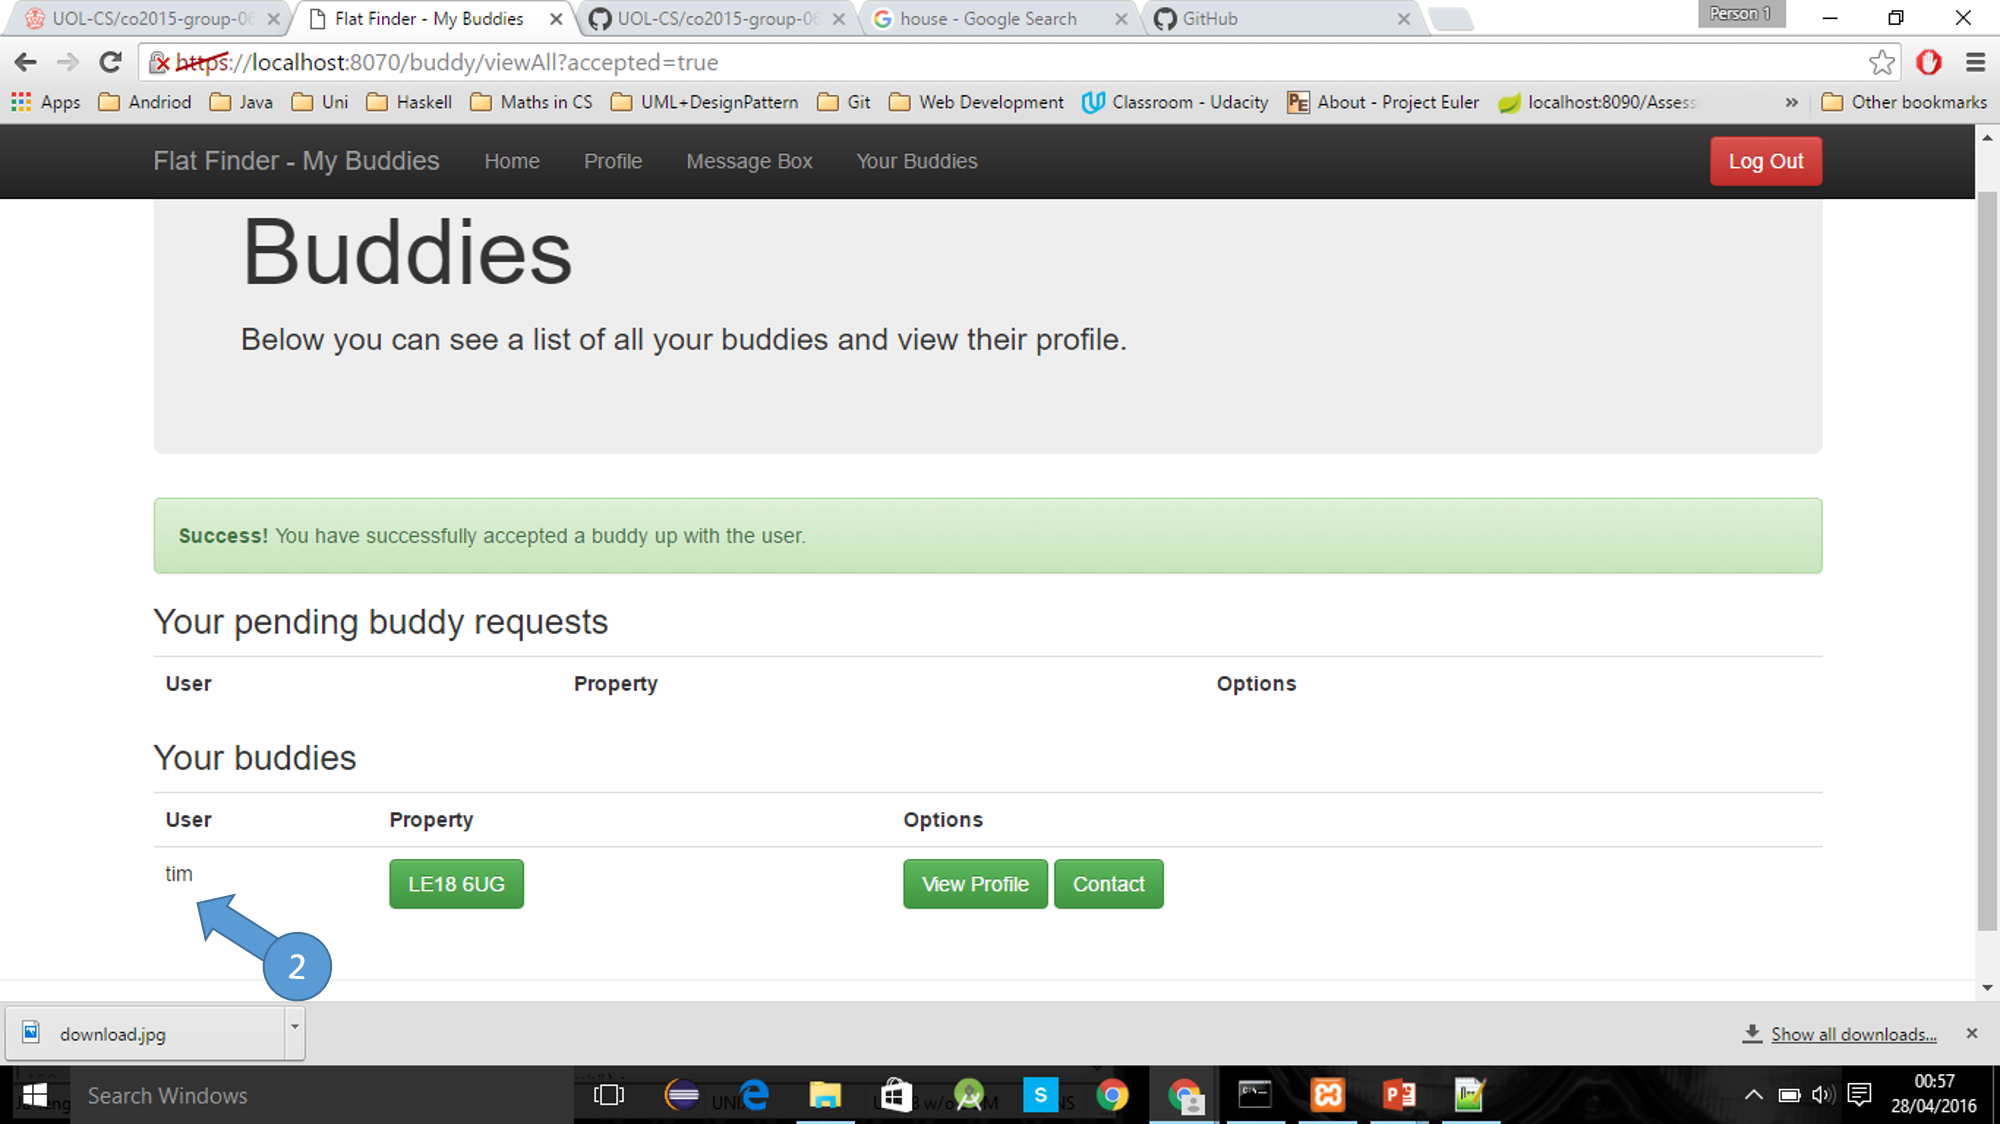 UOL-CS/co2015-group-06
Flat Finder - My Buddies
UOL-CS/co2015-group-06
house - Google Search
GitHub
Person 1
https://localhost:8070/buddy/viewAll?accepted=true
Apps
Andriod
Java
Uni
Haskell
Maths in CS
UML+DesignPattern
Git
Web Development
Classroom - Udacity
PE
About - Project Euler
localhost:8090/Assess
»
Other bookmarks
Flat Finder - My Buddies
Home
Profile
Message Box
Your Buddies
Log Out
Buddies
Below you can see a list of all your buddies and view their profile.
Success! You have successfully accepted a buddy up with the user.
Your pending buddy requests
User Property Options
Your buddies
User Property Options
tim LE18 6UG View Profile Contact
2
download.jpg
Show all downloads...
Search Windows
00:57
28/04/2016